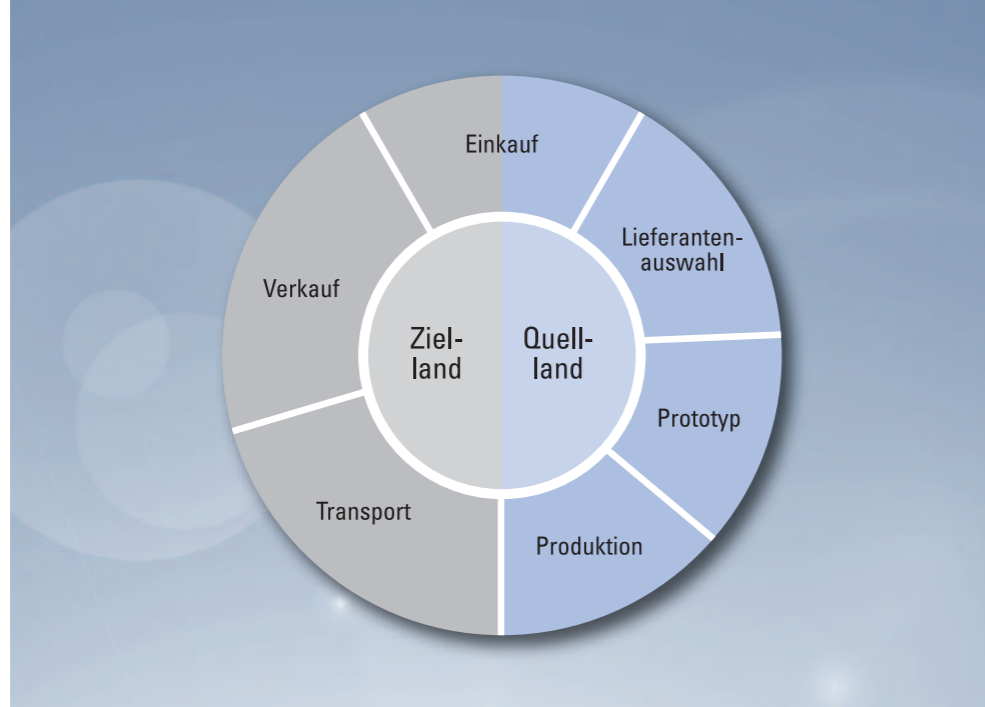 Einkauf
Lieferanten-
auswahl
Verkauf
Ziel-
land
Quell-
land
Prototyp
Transport
Produktion